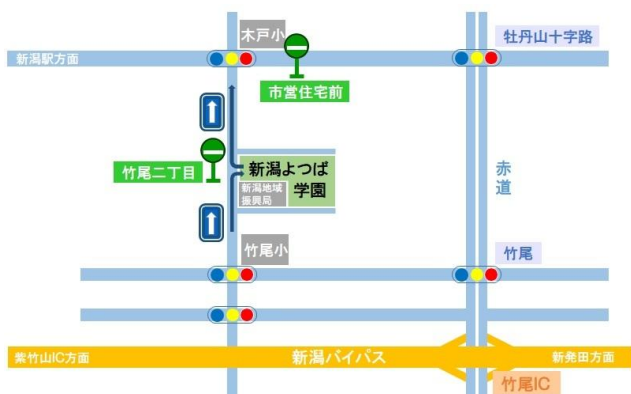 木戸小
牡丹山十字路
新潟駅方面
市営住宅前
竹尾二丁目
新潟よつば
学園
新潟地域
振興局
赤道
竹尾小
竹尾
紫竹山IC方面
新潟バイパス
新発田方面
竹尾IC